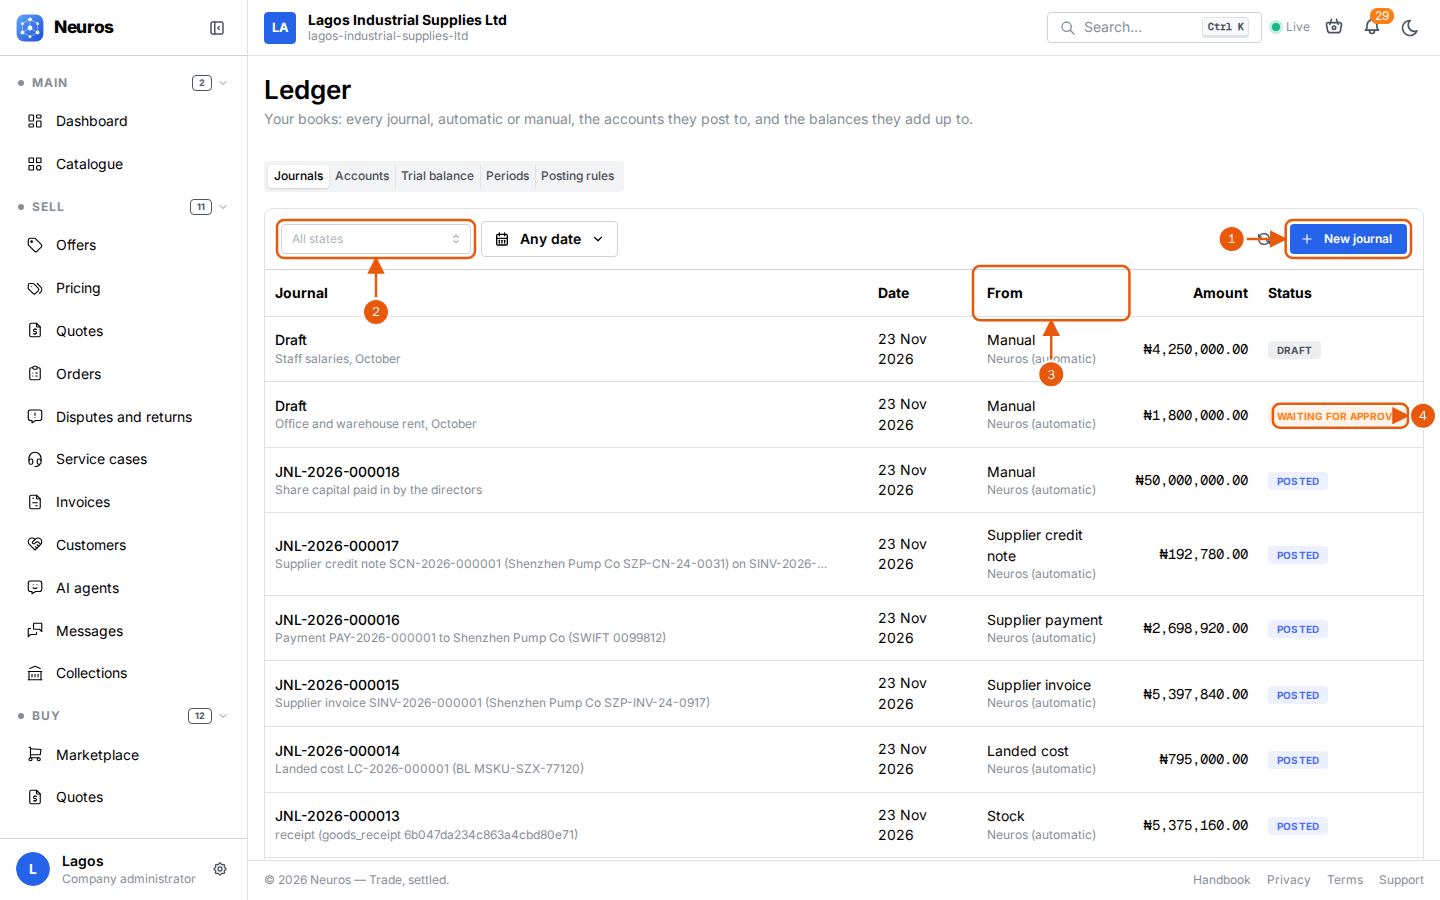 Neuros
LA
Lagos Industrial Supplies Ltd
lagos-industrial-supplies-ltd
Search...
Ctrl K
Live
29
MAIN
2
Dashboard
Catalogue
SELL
11
Offers
Pricing
Quotes
Orders
Disputes and returns
Service cases
Invoices
Customers
AI agents
Messages
Collections
BUY
12
Marketplace
Quotes
L
Lagos
Company administrator
Ledger
Your books: every journal, automatic or manual, the accounts they post to, and the balances they add up to.
Journals
Accounts
Trial balance
Periods
Posting rules
All states
Any date
1
New journal
2
Journal
Date
From
Amount
Status
Draft
Staff salaries, October
23 Nov
2026
Manual
Neuros (automatic)
₦4,250,000.00
DRAFT
3
Draft
Office and warehouse rent, October
23 Nov
2026
Manual
Neuros (automatic)
₦1,800,000.00
WAITING FOR
4
JNL-2026-000018
Share capital paid in by the directors
23 Nov
2026
Manual
Neuros (automatic)
₦50,000,000.00
POSTED
JNL-2026-000017
Supplier credit note SCN-2026-000001 (Shenzhen Pump Co SZP-CN-24-0031) on SINV-2026-...
23 Nov
2026
Supplier credit
note
Neuros (automatic)
₦192,780.00
POSTED
JNL-2026-000016
Payment PAY-2026-000001 to Shenzhen Pump Co (SWIFT 0099812)
23 Nov
2026
Supplier payment
Neuros (automatic)
₦2,698,920.00
POSTED
JNL-2026-000015
Supplier invoice SINV-2026-000001 (Shenzhen Pump Co SZP-INV-24-0917)
23 Nov
2026
Supplier invoice
Neuros (automatic)
₦5,397,840.00
POSTED
JNL-2026-000014
Landed cost LC-2026-000001 (BL MSKU-SZX-77120)
23 Nov
2026
Landed cost
Neuros (automatic)
₦795,000.00
POSTED
JNL-2026-000013
receipt (goods_receipt 6b047da234c863a4cbd80e71)
23 Nov
2026
Stock
Neuros (automatic)
₦5,375,160.00
POSTED
© 2026 Neuros — Trade, settled.
Handbook
Privacy
Terms
Support